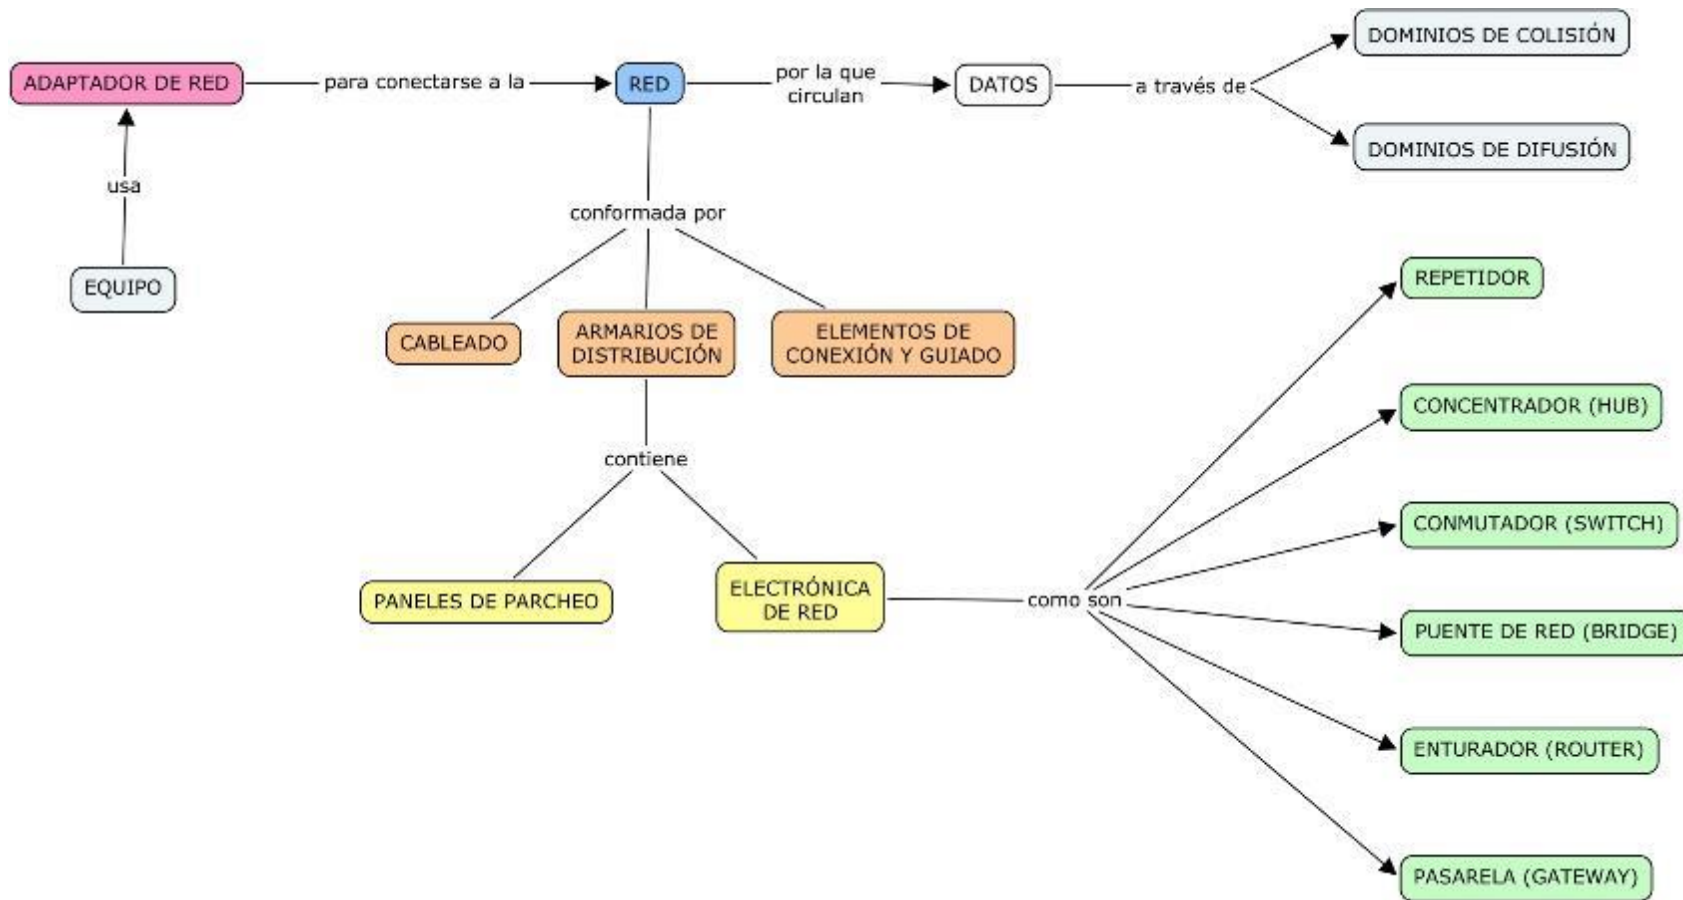 DOMINIOS DE COLISIÓN
ADAPTADOR DE RED
para conectarse a la
RED
por la que
circulan
DATOS
a través de
DOMINIOS DE DIFUSIÓN
usa
conformada por
EQUIPO
REPETIDOR
CABLEADO
ARMARIOS DE
DISTRIBUCIÓN
ELEMENTOS DE
CONEXIÓN Y GUIADO
CONCENTRADOR (HUB)
contiene
CONMUTADOR (SWITCH)
PANELES DE PARCHEO
ELECTRÓNICA
DE RED
como son
PUENTE DE RED (BRIDGE)
ENTURADOR (ROUTER)
PASARELA (GATEWAY)